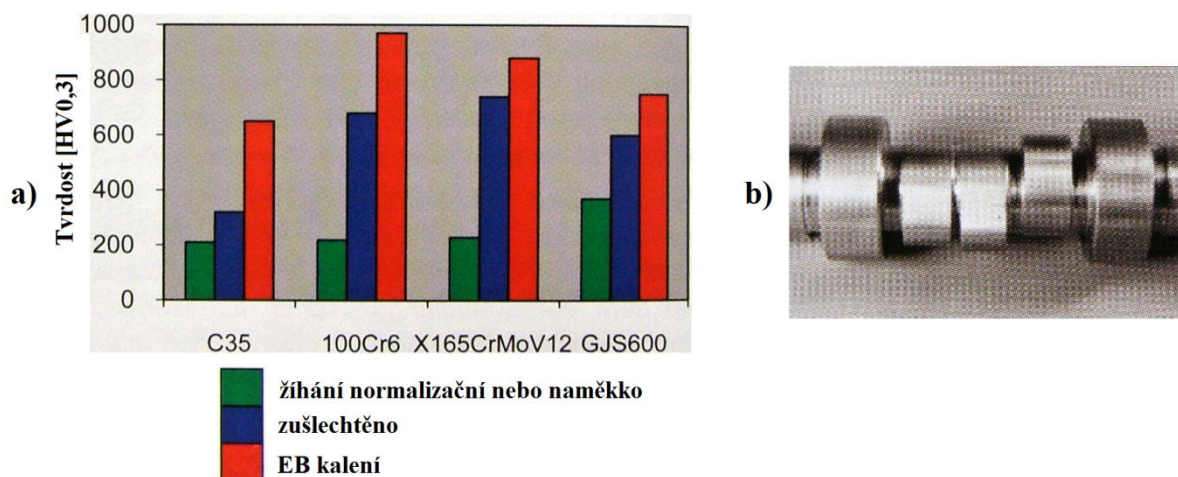 a)
Tvrdost [HV0,3]
1000
800
600
400
200
0
C35 100Cr6 X165CrMoV12 GJS600
žíhání normalizační nebo naměkko
zušlechtěno
EB kalení
b)